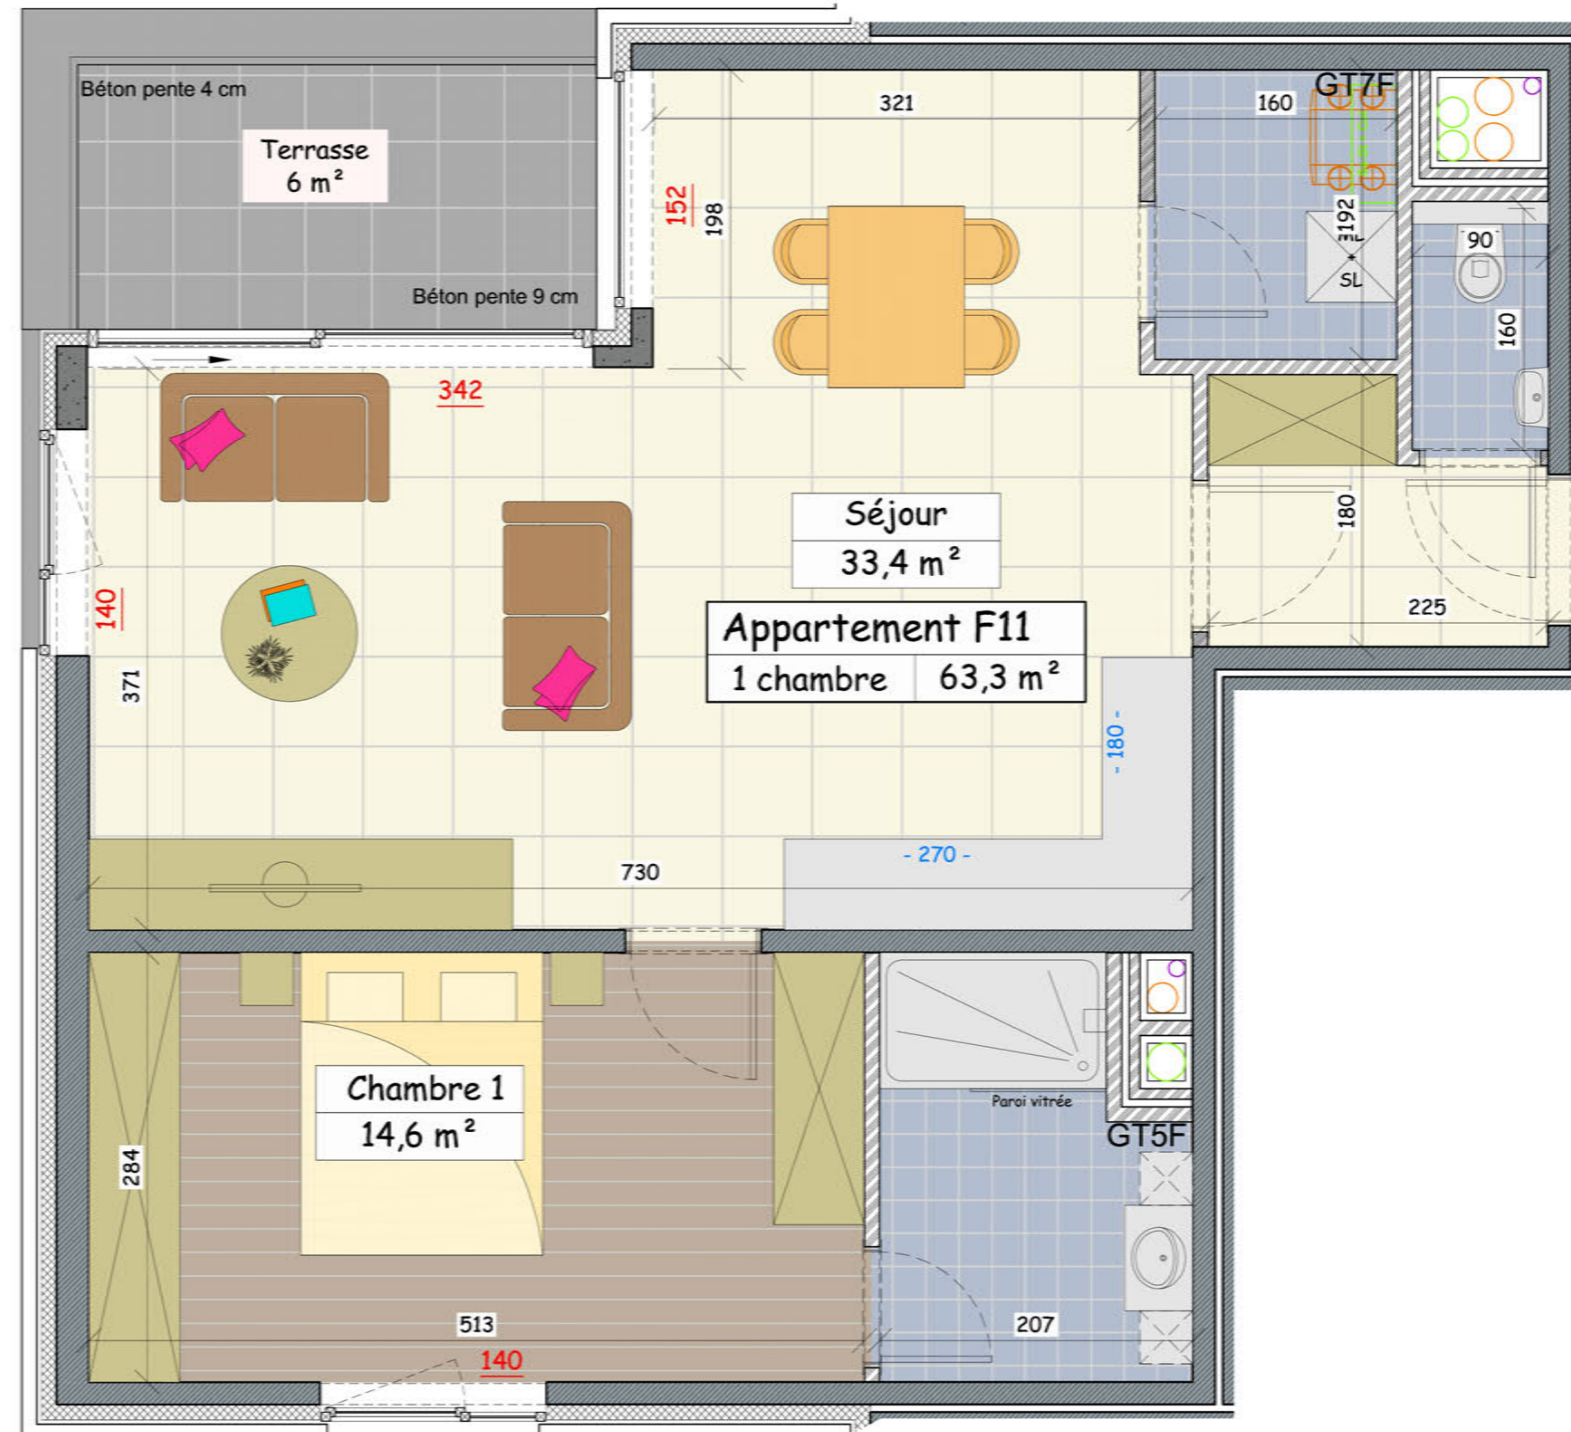 Béton pente 4 cm
Terrasse
6 m²
Béton pente 9 cm
321
160
GT7F
152
198
192
ML
SL
90
160
342
140
371
Séjour
33,4 m²
180
225
Appartement F11
1 chambre 63,3 m²
- 180 -
- 270 -
730
Chambre 1
14,6 m²
284
Paroi vitrée
GT5F
513
207
140